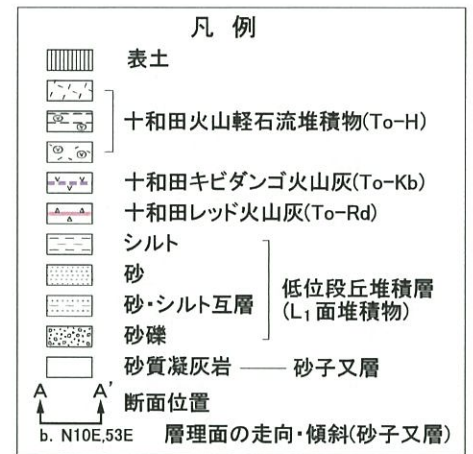 凡 例
表土
十和田火山軽石流堆積物(To-H)
十和田キビダンゴ火山灰(To-Kb)
十和田レッド火山灰(To-Rd)
シルト
砂
砂・シルト互層
砂礫
低位段丘堆積層
(L₁面堆積物)
砂質凝灰岩 砂子又層
A A' 断面位置
b. N10E,53E 層理面の走向・傾斜(砂子又層)